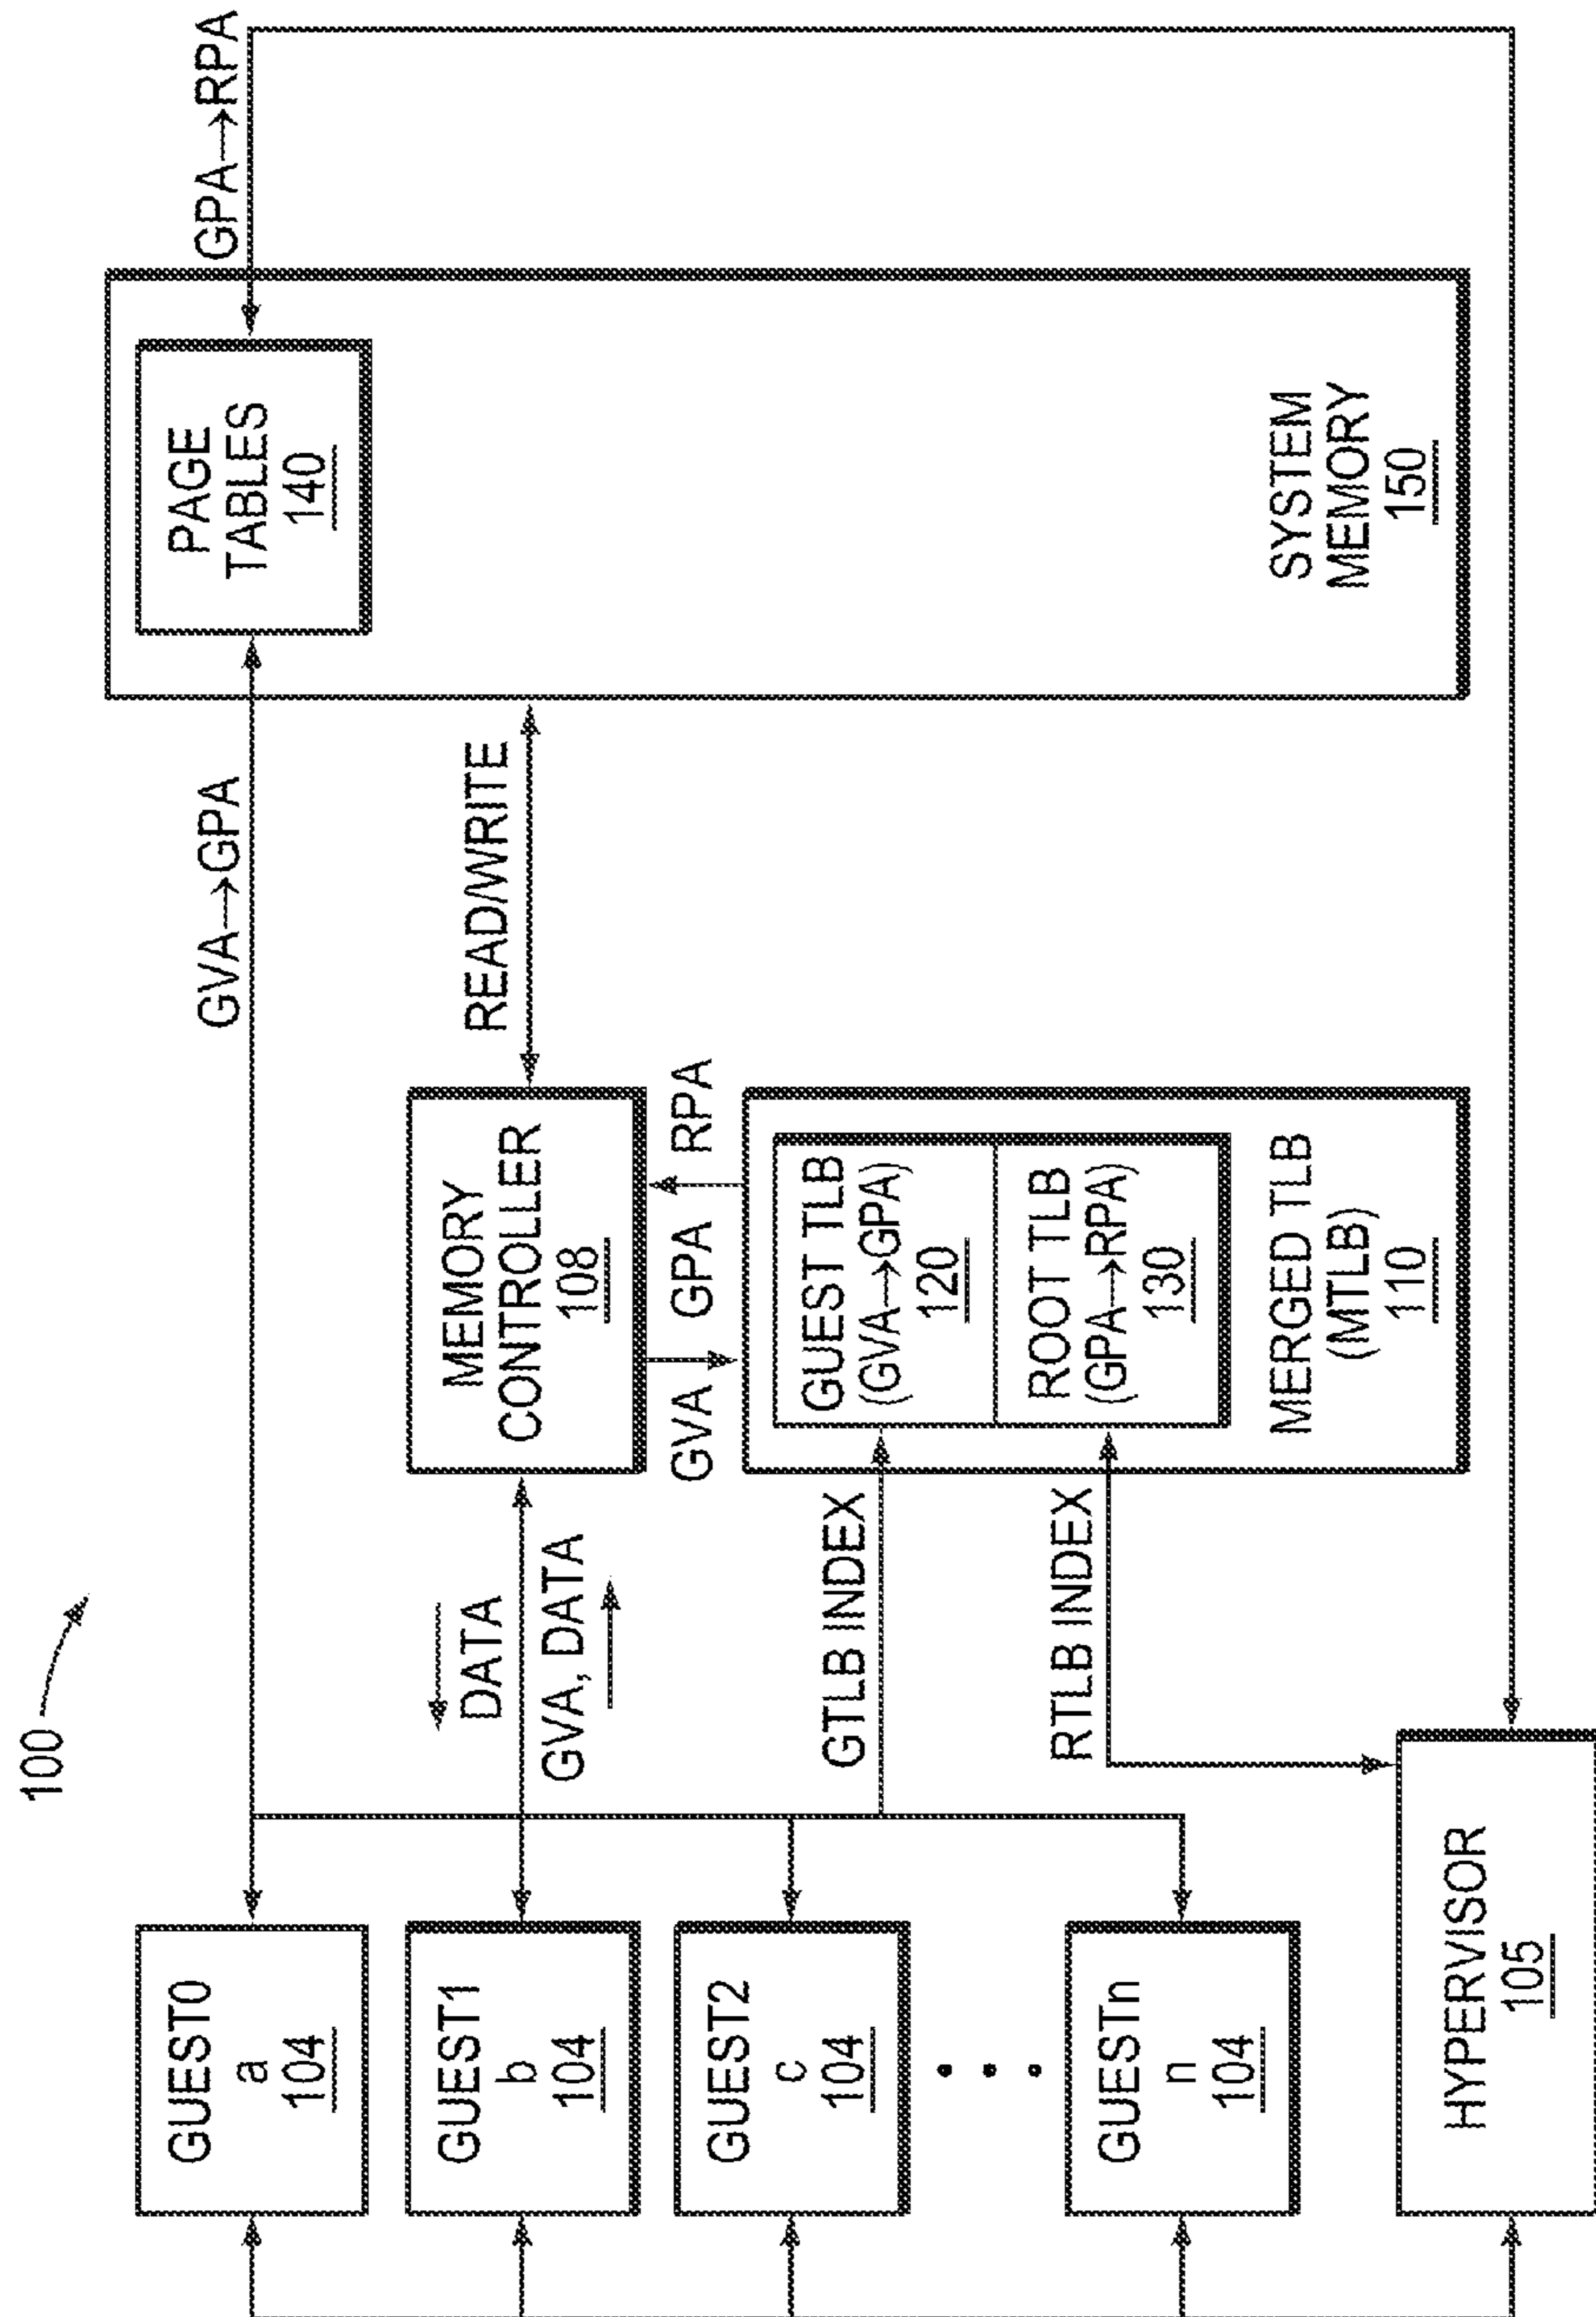 100
GUEST0
a
104
GUEST1
b
104
GUEST2
c
104
• • •
GUESTn
n
104
HYPERVISOR
105
GVA→GPA
DATA
GVA, DATA
GTLB INDEX
RTLB INDEX
MEMORY
CONTROLLER
108
GVA GPA RPA
GUEST TLB
(GVA→GPA)
120
ROOT TLB
(GPA→RPA)
130
MERGED TLB
(MTLB)
110
READ/WRITE
PAGE
TABLES
140
SYSTEM
MEMORY
150
GPA→RPA